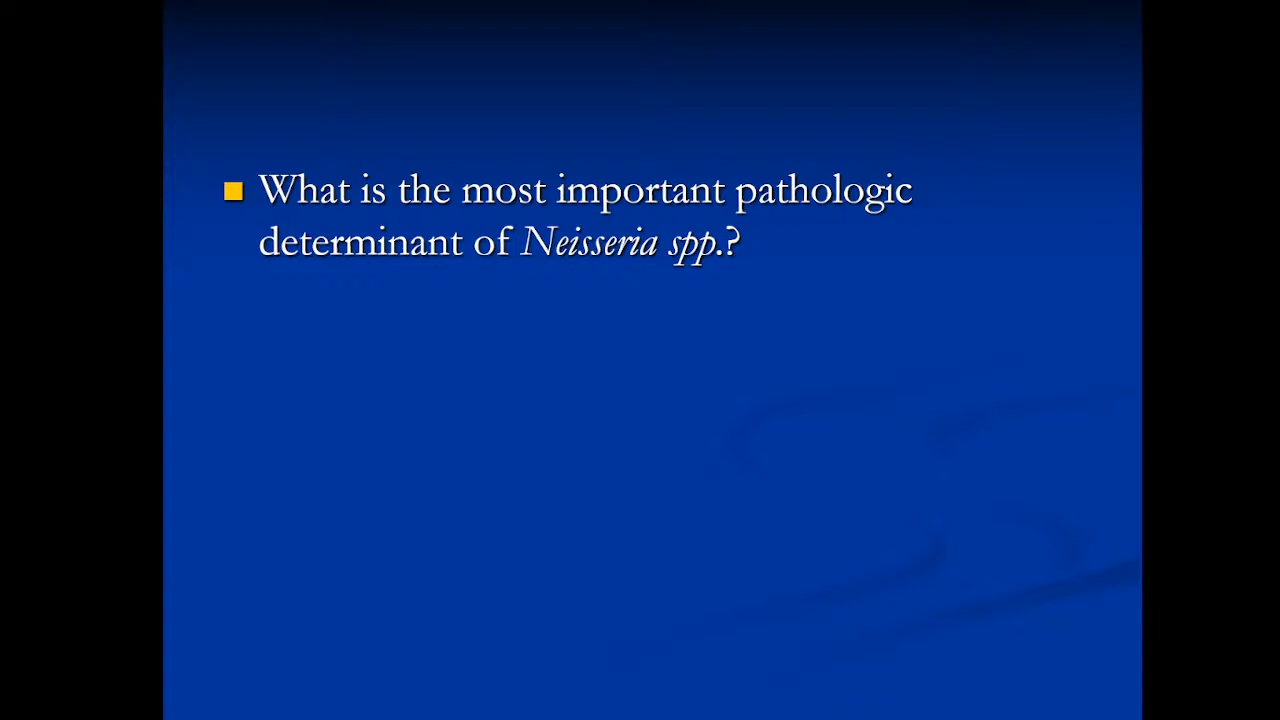 What is the most important pathologic
determinant of Neisseria spp.?